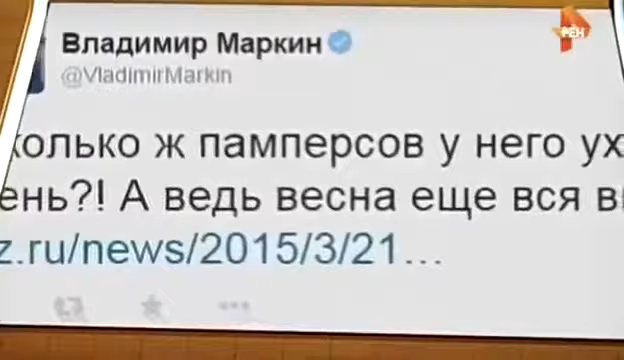 РЕН
Владимир Маркин
@VladimirMarkin
колько ж памперсов у него ух
ень?! А ведь весна еще вся в
z.ru/news/2015/3/21...